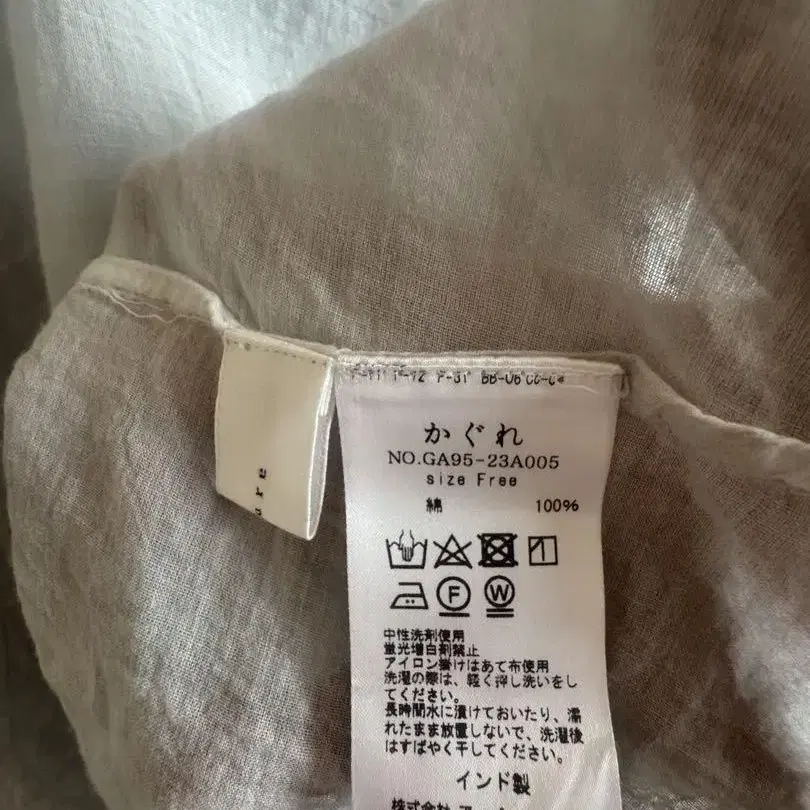 かぐれ
NO.GA95-23A005
size Free
綿 100%
F
W
中性洗剤使用
蛍光増白剤禁止
アイロン掛けはあて布使用
洗濯の際は、軽く押し洗いをし
てください。
長時間水に漬けておいたり、濡
れたまま放置しないで、洗濯後
はすばやく干してください。
インド製
株式会社